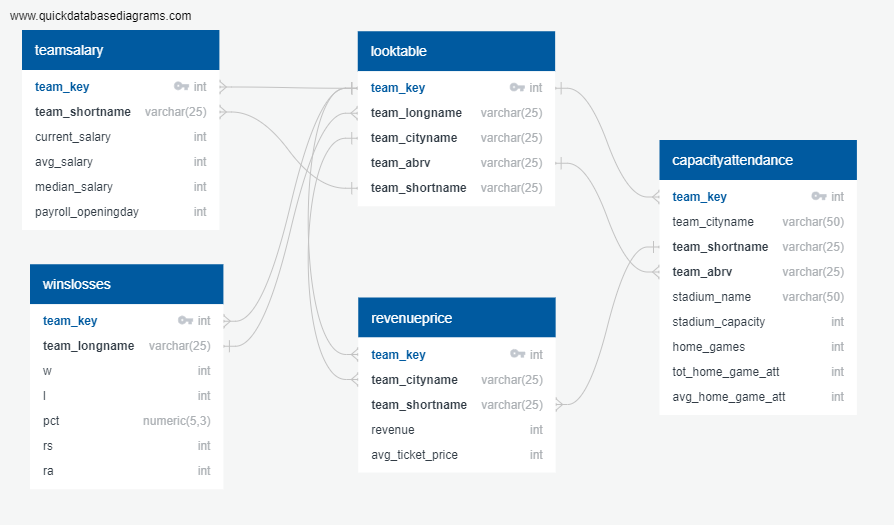 www.quickdatabasediagrams.com
teamsalary
team_key int
team_shortname varchar(25)
current_salary int
avg_salary int
median_salary int
payroll_openingday int
looktable
team_key int
team_longname varchar(25)
team_cityname varchar(25)
team_abrv varchar(25)
team_shortname varchar(25)
capacityattendance
team_key int
team_cityname varchar(50)
team_shortname varchar(25)
team_abrv varchar(25)
stadium_name varchar(50)
stadium_capacity int
home_games int
tot_home_game_att int
avg_home_game_att int
winslosses
team_key int
team_longname varchar(25)
w int
l int
pct numeric(5,3)
rs int
ra int
revenueprice
team_key int
team_cityname varchar(25)
team_shortname varchar(25)
revenue int
avg_ticket_price int